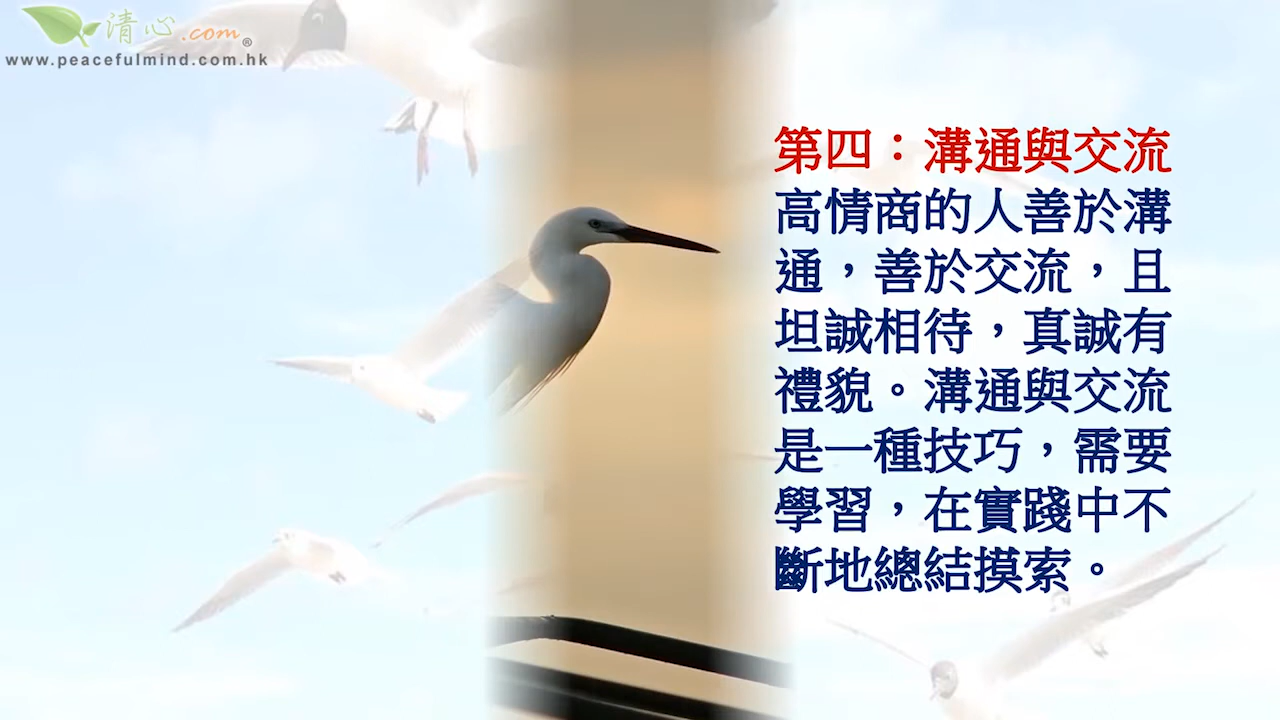 清心.com®
www.peacefulmind.com.hk
第四：溝通與交流
高情商的人善於溝
通，善於交流，且
坦誠相待，真誠有
禮貌。溝通與交流
是一種技巧，需要
學習，在實踐中不
斷地總結摸索。